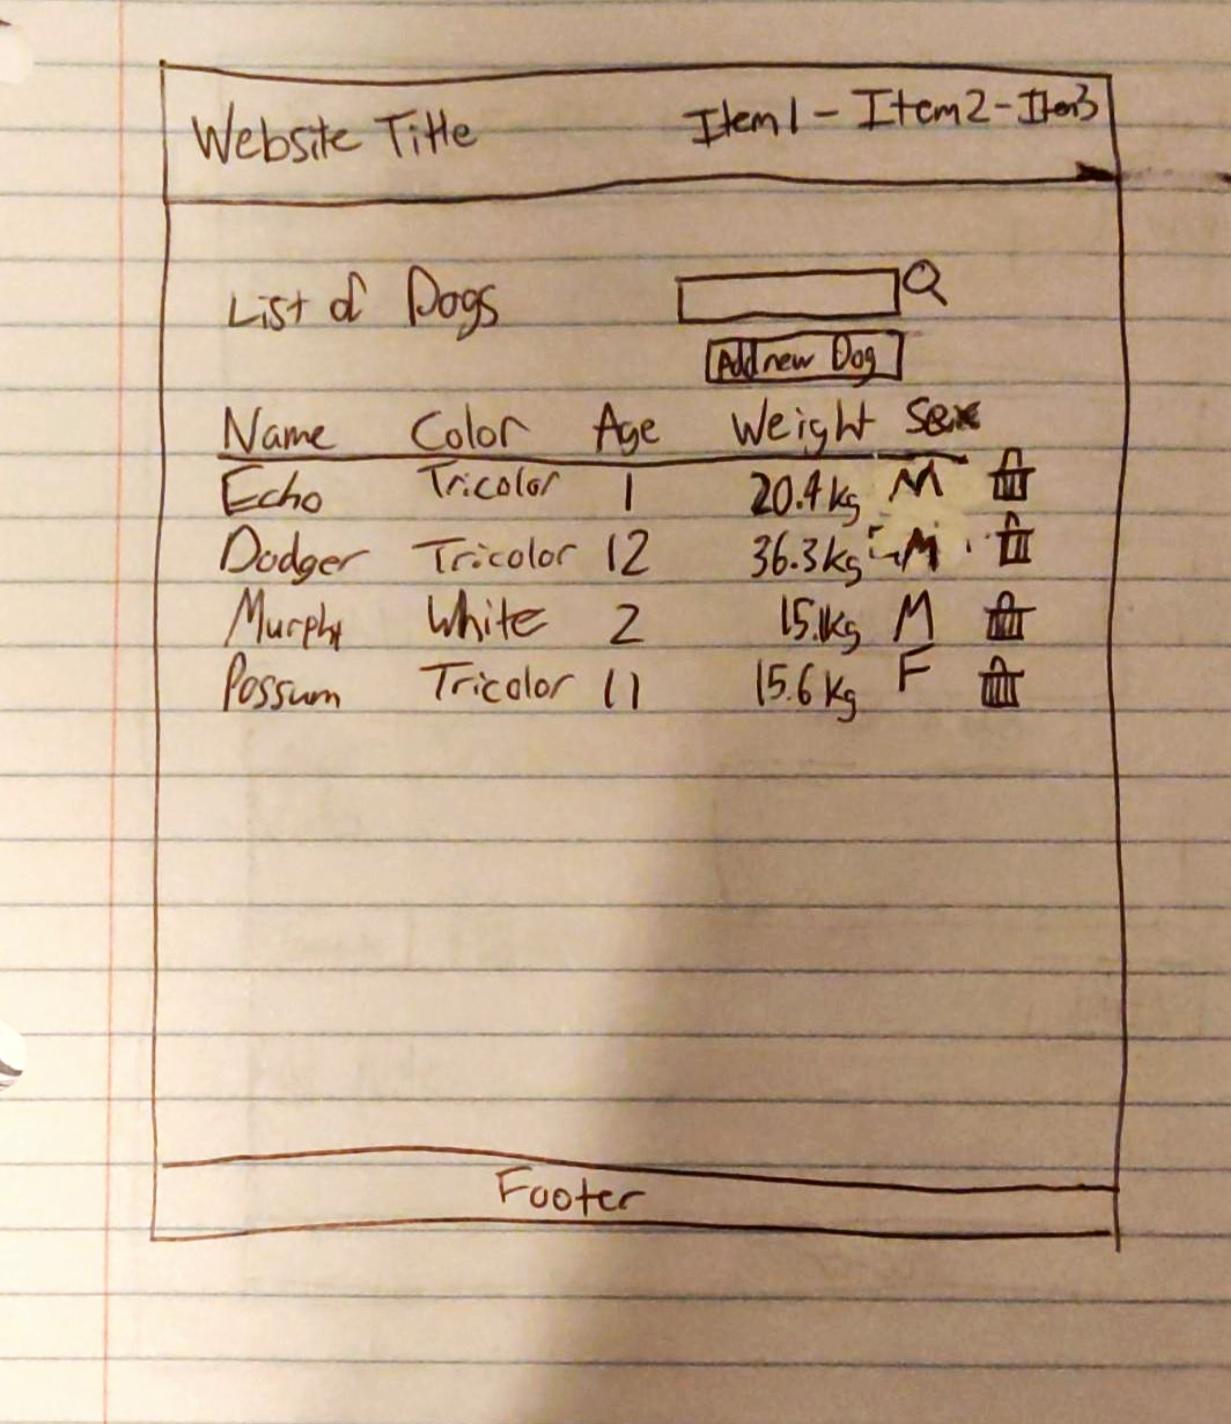 Website Title Item1 - Item2 - Item3
List of Dogs
Add new Dog
Name Color Age Weight Sex
Echo Tricolor 1 20.4kg M
Dodger Tricolor 12 36.3kg M
Murphy White 2 15.1kg M
Possum Tricolor 11 15.6kg F
Footer